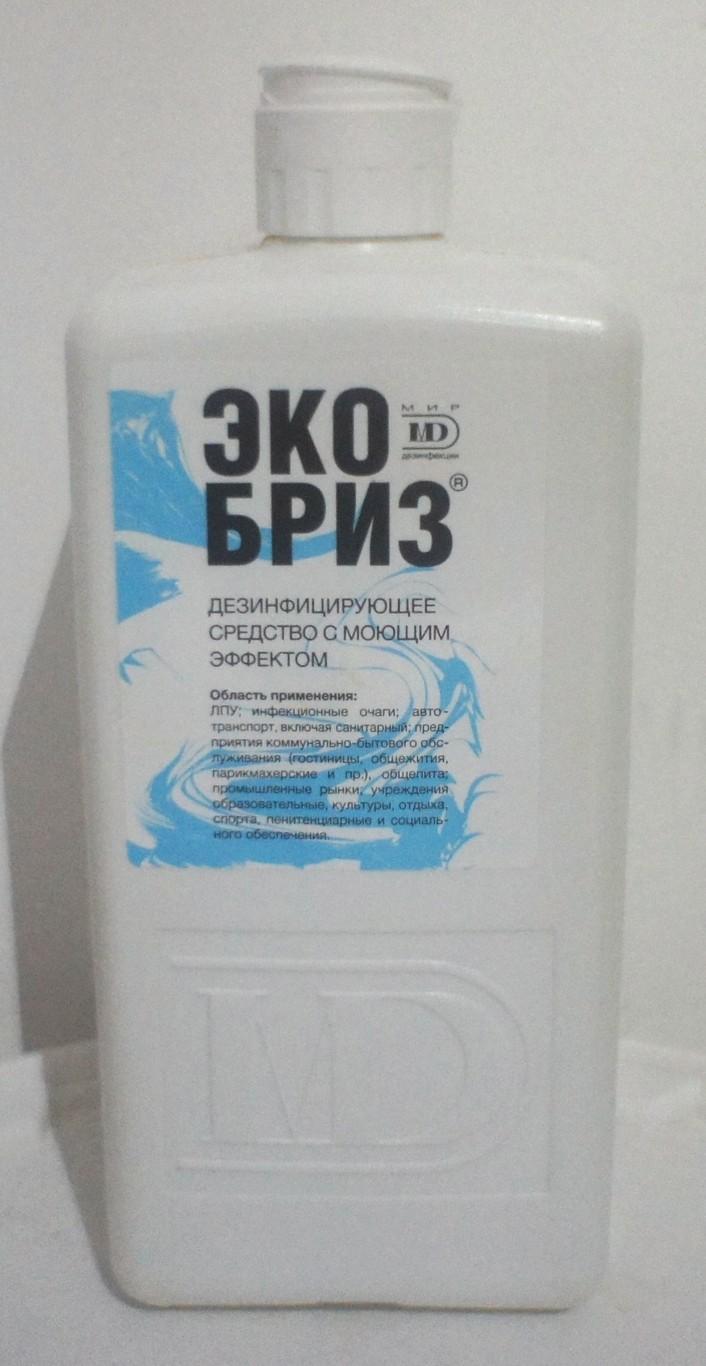 ЭКО
БРИЗ®
МИР
MD
дезинфекции
ДЕЗИНФИЦИРУЮЩЕЕ
СРЕДСТВО С МОЮЩИМ
ЭФФЕКТОМ
Область применения:
ЛПУ; инфекционные очаги; авто-
транспорт, включая санитарный; пред-
приятия коммунально-бытового обс-
луживания (гостиницы, общежития,
парикмахерские и пр.), общепита;
промышленные рынки; учреждения
образовательные, культуры, отдыха,
спорта, пенитенциарные и социаль-
ного обеспечения.
MD